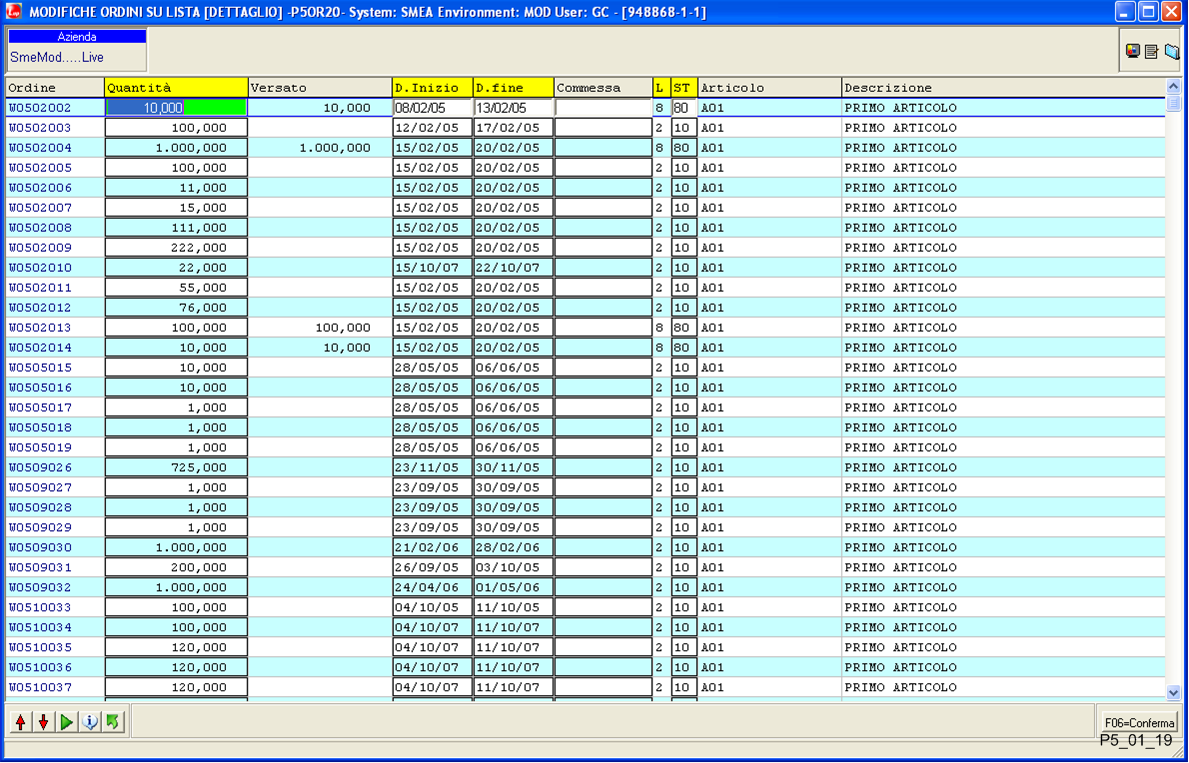 MODIFICHE ORDINI SU LISTA [DETTAGLIO] -P5OR20- System: SMEA Environment: MOD User: GC - [948868-1-1]
Azienda
SmeMod.....Live
Ordine Quantità Versato D.Inizio D.fine Commessa L ST Articolo Descrizione
W0502002 10,000 10,000 08/02/05 13/02/05 8 80 A01 PRIMO ARTICOLO
W0502003 100,000 12/02/05 17/02/05 2 10 A01 PRIMO ARTICOLO
W0502004 1.000,000 1.000,000 15/02/05 20/02/05 8 80 A01 PRIMO ARTICOLO
W0502005 100,000 15/02/05 20/02/05 2 10 A01 PRIMO ARTICOLO
W0502006 11,000 15/02/05 20/02/05 2 10 A01 PRIMO ARTICOLO
W0502007 15,000 15/02/05 20/02/05 2 10 A01 PRIMO ARTICOLO
W0502008 111,000 15/02/05 20/02/05 2 10 A01 PRIMO ARTICOLO
W0502009 222,000 15/02/05 20/02/05 2 10 A01 PRIMO ARTICOLO
W0502010 22,000 15/10/07 22/10/07 2 10 A01 PRIMO ARTICOLO
W0502011 55,000 15/02/05 20/02/05 2 10 A01 PRIMO ARTICOLO
W0502012 76,000 15/02/05 20/02/05 2 10 A01 PRIMO ARTICOLO
W0502013 100,000 100,000 15/02/05 20/02/05 8 80 A01 PRIMO ARTICOLO
W0502014 10,000 10,000 15/02/05 20/02/05 8 80 A01 PRIMO ARTICOLO
W0505015 10,000 28/05/05 06/06/05 2 10 A01 PRIMO ARTICOLO
W0505016 10,000 28/05/05 06/06/05 2 10 A01 PRIMO ARTICOLO
W0505017 1,000 28/05/05 06/06/05 2 10 A01 PRIMO ARTICOLO
W0505018 1,000 28/05/05 06/06/05 2 10 A01 PRIMO ARTICOLO
W0505019 1,000 28/05/05 06/06/05 2 10 A01 PRIMO ARTICOLO
W0509026 725,000 23/11/05 30/11/05 2 10 A01 PRIMO ARTICOLO
W0509027 1,000 23/09/05 30/09/05 2 10 A01 PRIMO ARTICOLO
W0509028 1,000 23/09/05 30/09/05 2 10 A01 PRIMO ARTICOLO
W0509029 1,000 23/09/05 30/09/05 2 10 A01 PRIMO ARTICOLO
W0509030 1.000,000 21/02/06 28/02/06 2 10 A01 PRIMO ARTICOLO
W0509031 200,000 26/09/05 03/10/05 2 10 A01 PRIMO ARTICOLO
W0509032 1.000,000 24/04/06 01/05/06 2 10 A01 PRIMO ARTICOLO
W0510033 100,000 04/10/05 11/10/05 2 10 A01 PRIMO ARTICOLO
W0510034 100,000 04/10/07 11/10/07 2 10 A01 PRIMO ARTICOLO
W0510035 120,000 04/10/07 11/10/07 2 10 A01 PRIMO ARTICOLO
W0510036 120,000 04/10/07 11/10/07 2 10 A01 PRIMO ARTICOLO
W0510037 120,000 04/10/07 11/10/07 2 10 A01 PRIMO ARTICOLO
F06=Conferma
P5_01_19